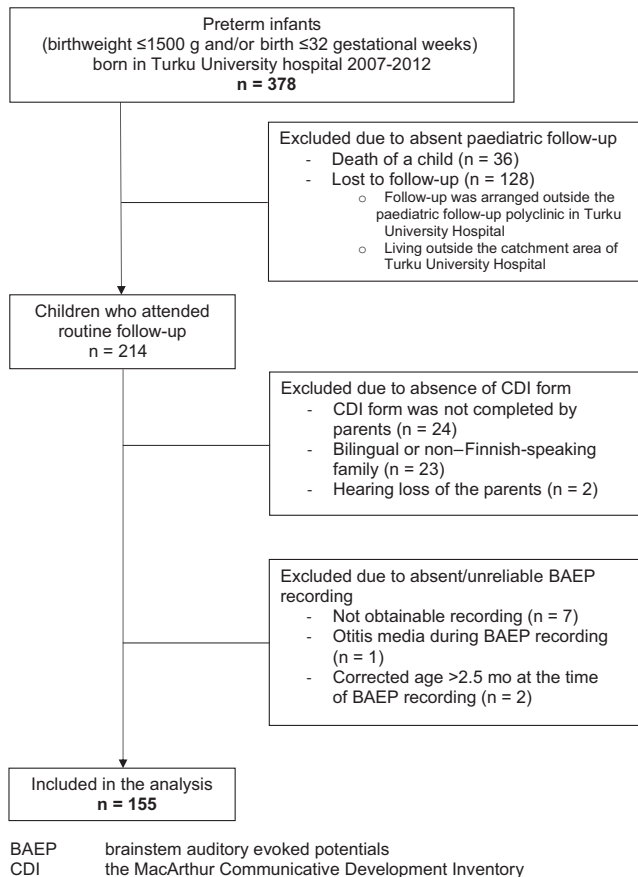 Preterm infants
(birthweight ≤1500 g and/or birth ≤32 gestational weeks)
born in Turku University hospital 2007-2012
n = 378
Excluded due to absent paediatric follow-up
- Death of a child (n = 36)
- Lost to follow-up (n = 128)
o Follow-up was arranged outside the
paediatric follow-up polyclinic in Turku
University Hospital
o Living outside the catchment area of
Turku University Hospital
Children who attended
routine follow-up
n = 214
Excluded due to absence of CDI form
- CDI form was not completed by
parents (n = 24)
- Bilingual or non–Finnish-speaking
family (n = 23)
- Hearing loss of the parents (n = 2)
Excluded due to absent/unreliable BAEP
recording
- Not obtainable recording (n = 7)
- Otitis media during BAEP recording
(n = 1)
- Corrected age >2.5 mo at the time
of BAEP recording (n = 2)
Included in the analysis
n = 155
BAEP brainstem auditory evoked potentials
CDI the MacArthur Communicative Development Inventory